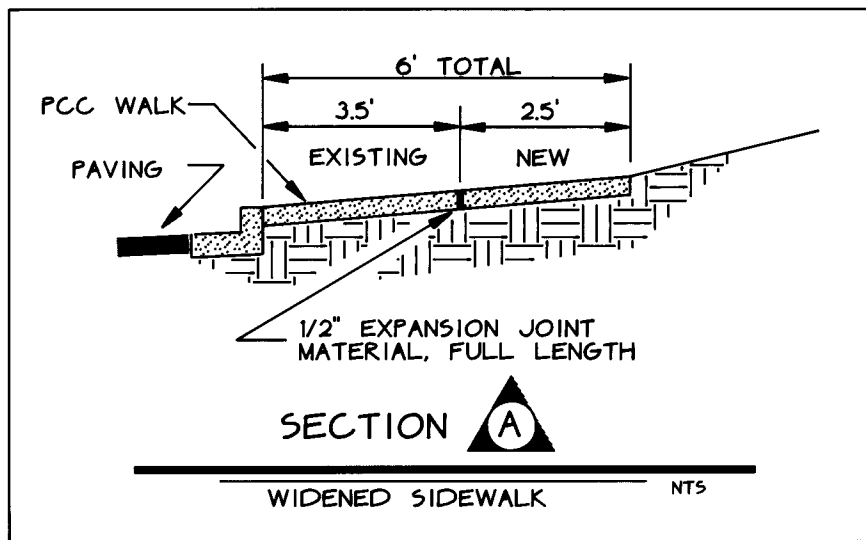 6' TOTAL
PCC WALK
3.5'
2.5'
PAVING
EXISTING
NEW
1/2" EXPANSION JOINT
MATERIAL, FULL LENGTH
SECTION A
WIDENED SIDEWALK
NTS